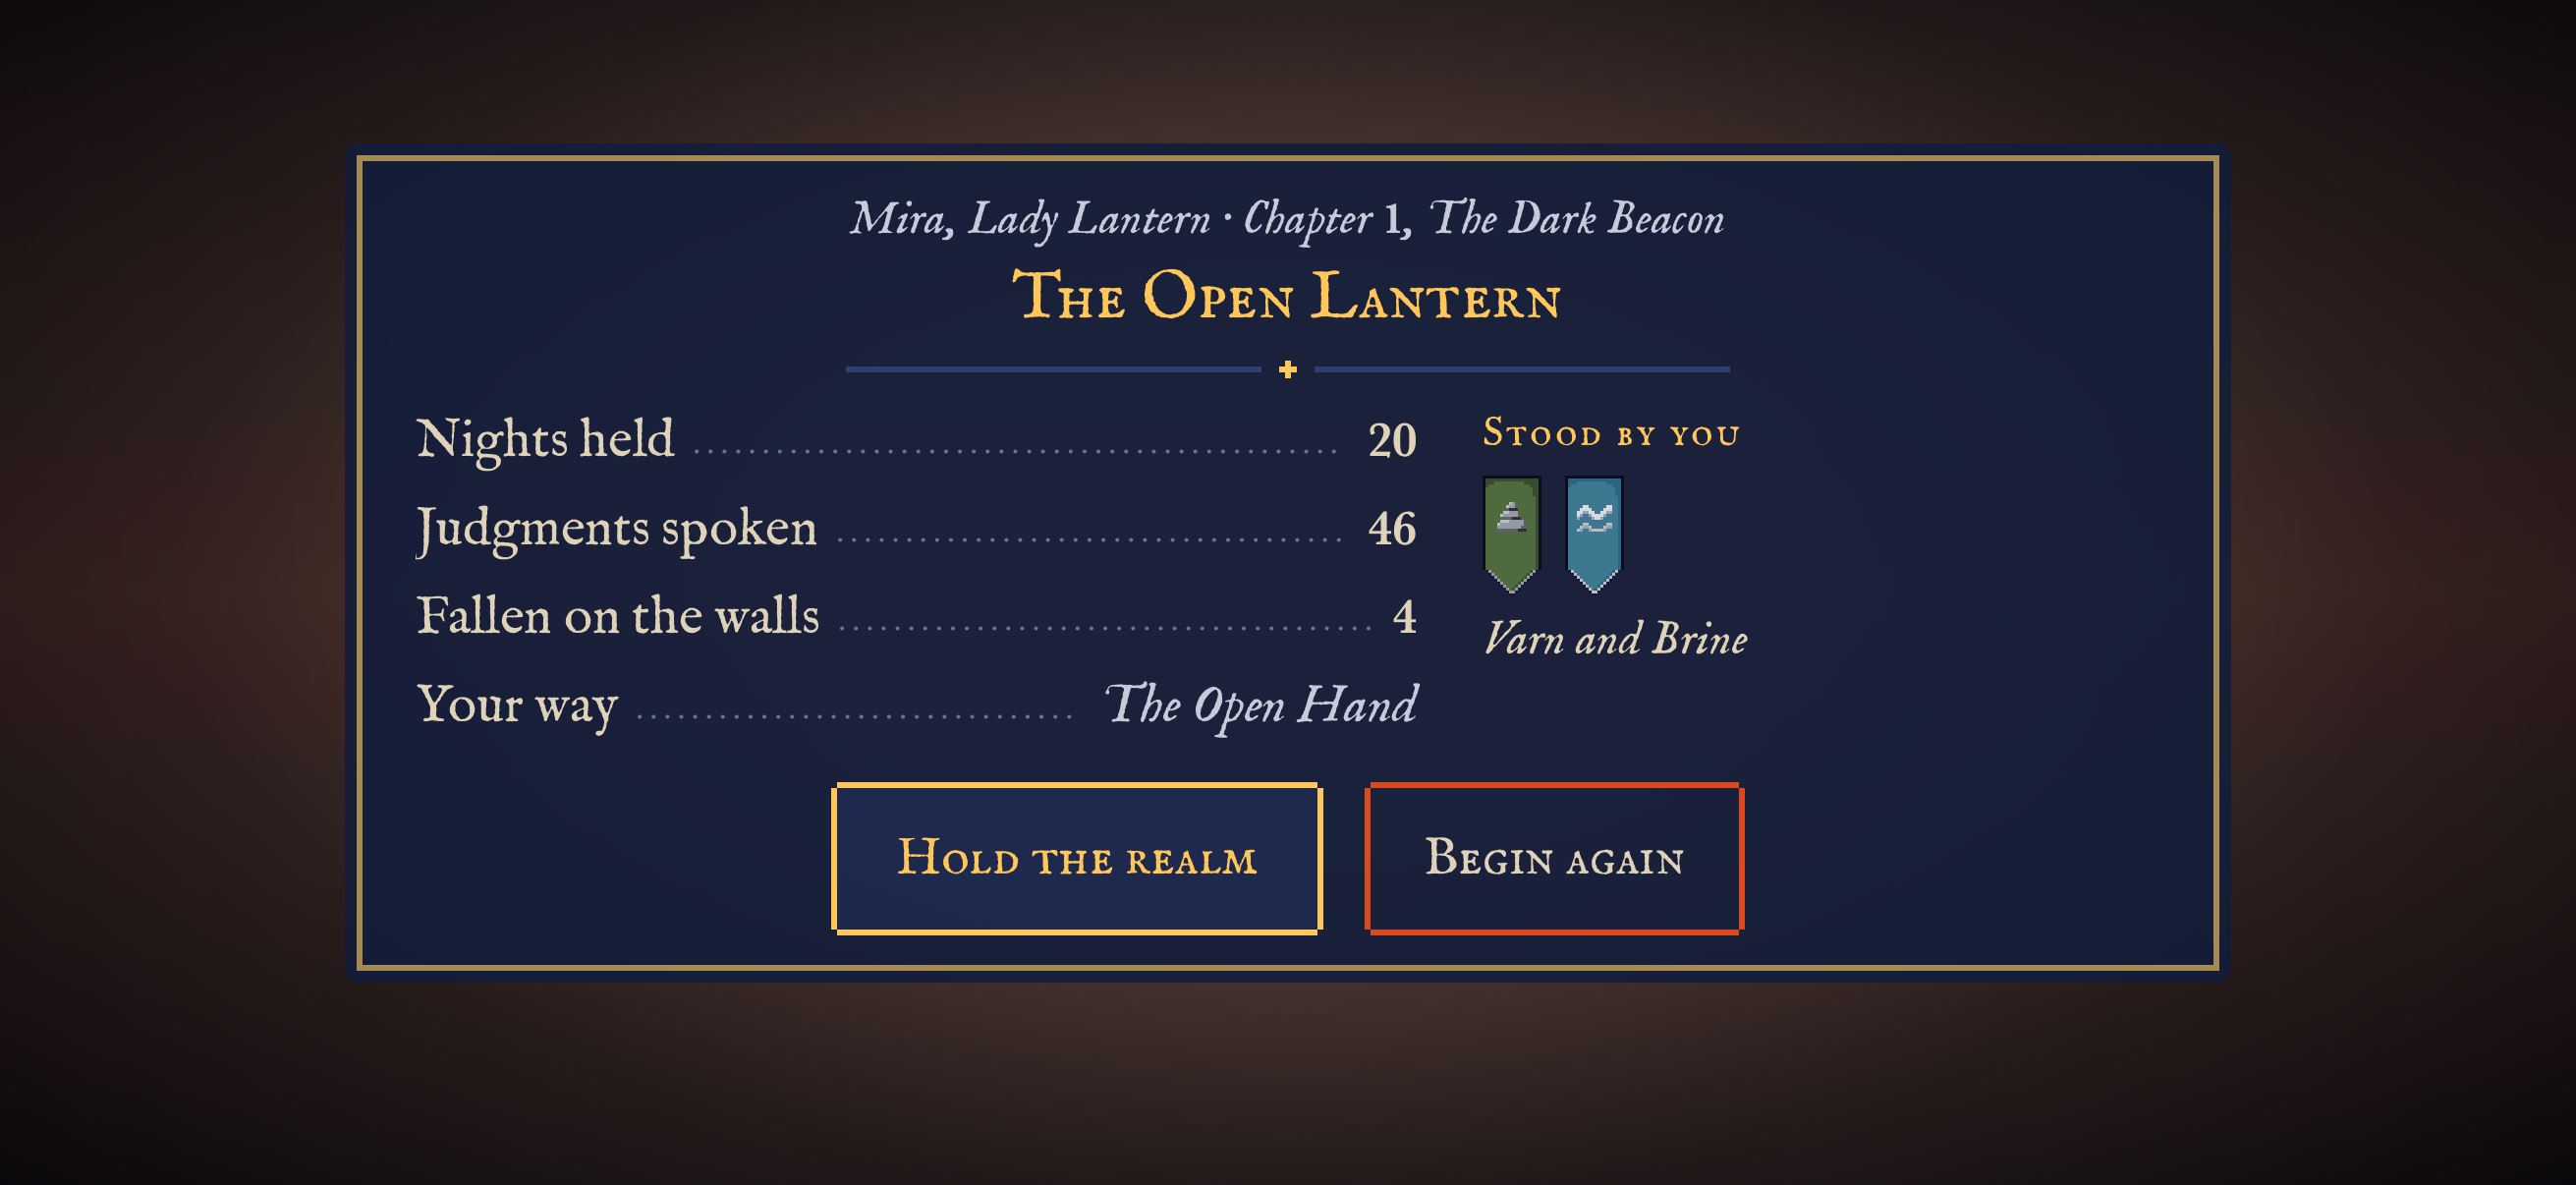 Mira, Lady Lantern · Chapter 1, The Dark Beacon
The Open Lantern
Nights held 20
Judgments spoken 46
Fallen on the walls 4
Your way The Open Hand
Stood by you
Varn and Brine
Hold the realm
Begin again